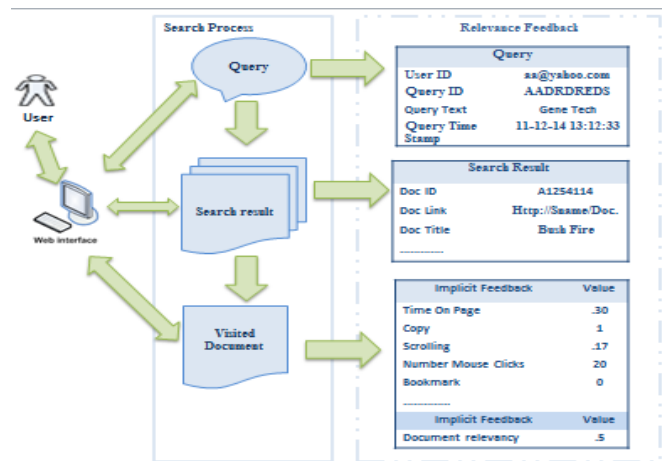 Search Process
Relevance Feedback
User
Web interface
Query
Search result
Visited
Document
Query
User ID aa@yahoo.com
Query ID AADRDREDS
Query Text Gene Tech
Query Time Stamp 11-12-14 13:12:33
Search Result
Doc ID A1254114
Doc Link Http://Sname/Doc.
Doc Title Bush Fire
------------
Implicit Feedback Value
Time On Page .30
Copy 1
Scrolling .17
Number Mouse Clicks 20
Bookmark 0
------------
Implicit Feedback Value
Document relevancy .5